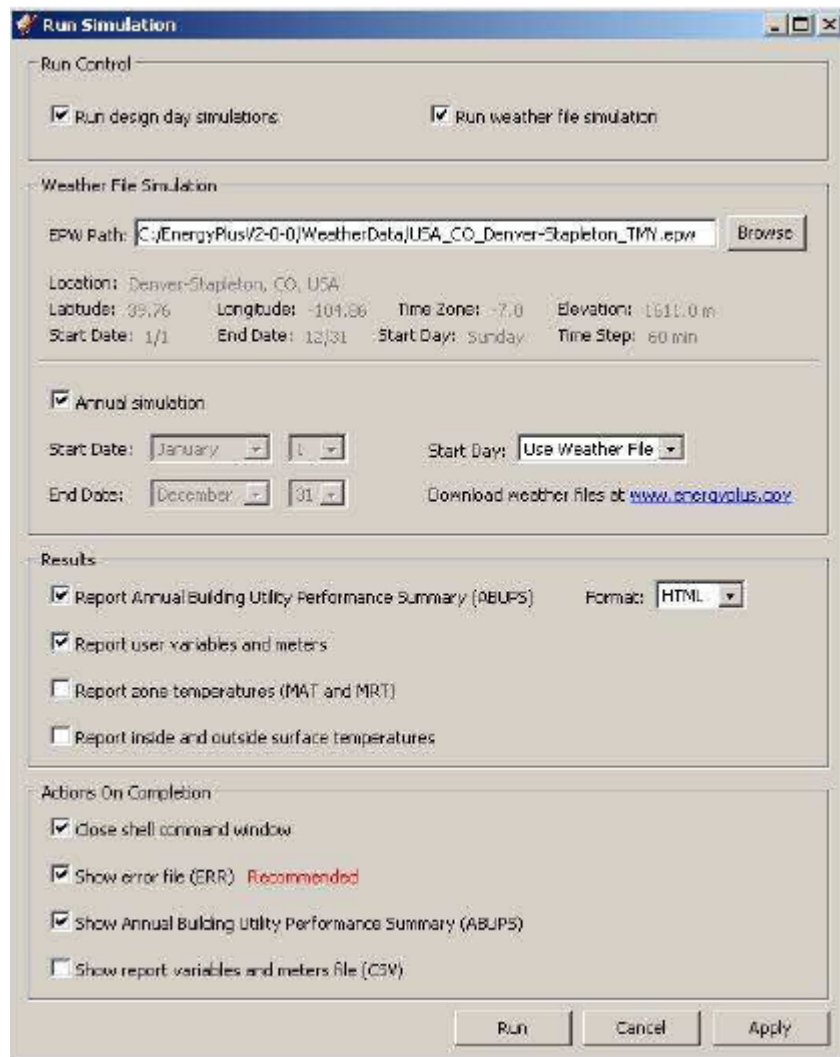 Run Simulation
Run Control
Run design day simulations
Run weather file simulation
Weather File Simulation
EPW Path: C:/EnergyPlusV2-0-0/WeatherData/USA_CO_Denver-Stapleton_TMY.epw Browse
Location: Denver-Stapleton, CO, USA
Latitude: 39.76 Longitude: -104.86 Time Zone: -7.0 Elevation: 1611.0 m
Start Date: 1/1 End Date: 12/31 Start Day: Sunday Time Step: 60 min
Annual simulation
Start Date: January 1 Start Day: Use Weather File
End Date: December 31 Download weather files at www.energyplus.gov
Results
Report Annual Building Utility Performance Summary (ABUPS) Format: HTML
Report user variables and meters
Report zone temperatures (MAT and MRT)
Report inside and outside surface temperatures
Actions On Completion
Close shell command window
Show error file (ERR) Recommended
Show Annual Building Utility Performance Summary (ABUPS)
Show report variables and meters file (CSV)
Run Cancel Apply